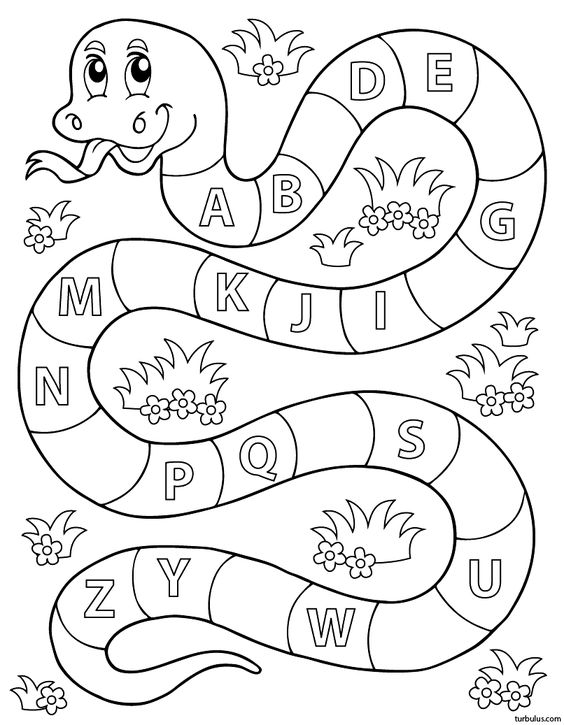 A B D E
G
I J K M
N
P Q S
U
W Y Z
turbulus.com